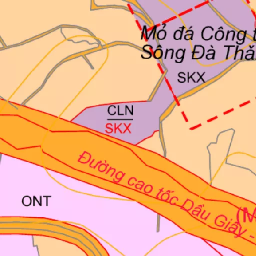 Mỏ đá Công t
Sông Đà Thă
SKX
CLN
SKX
Đường cao tốc Dầu Giây -
ONT